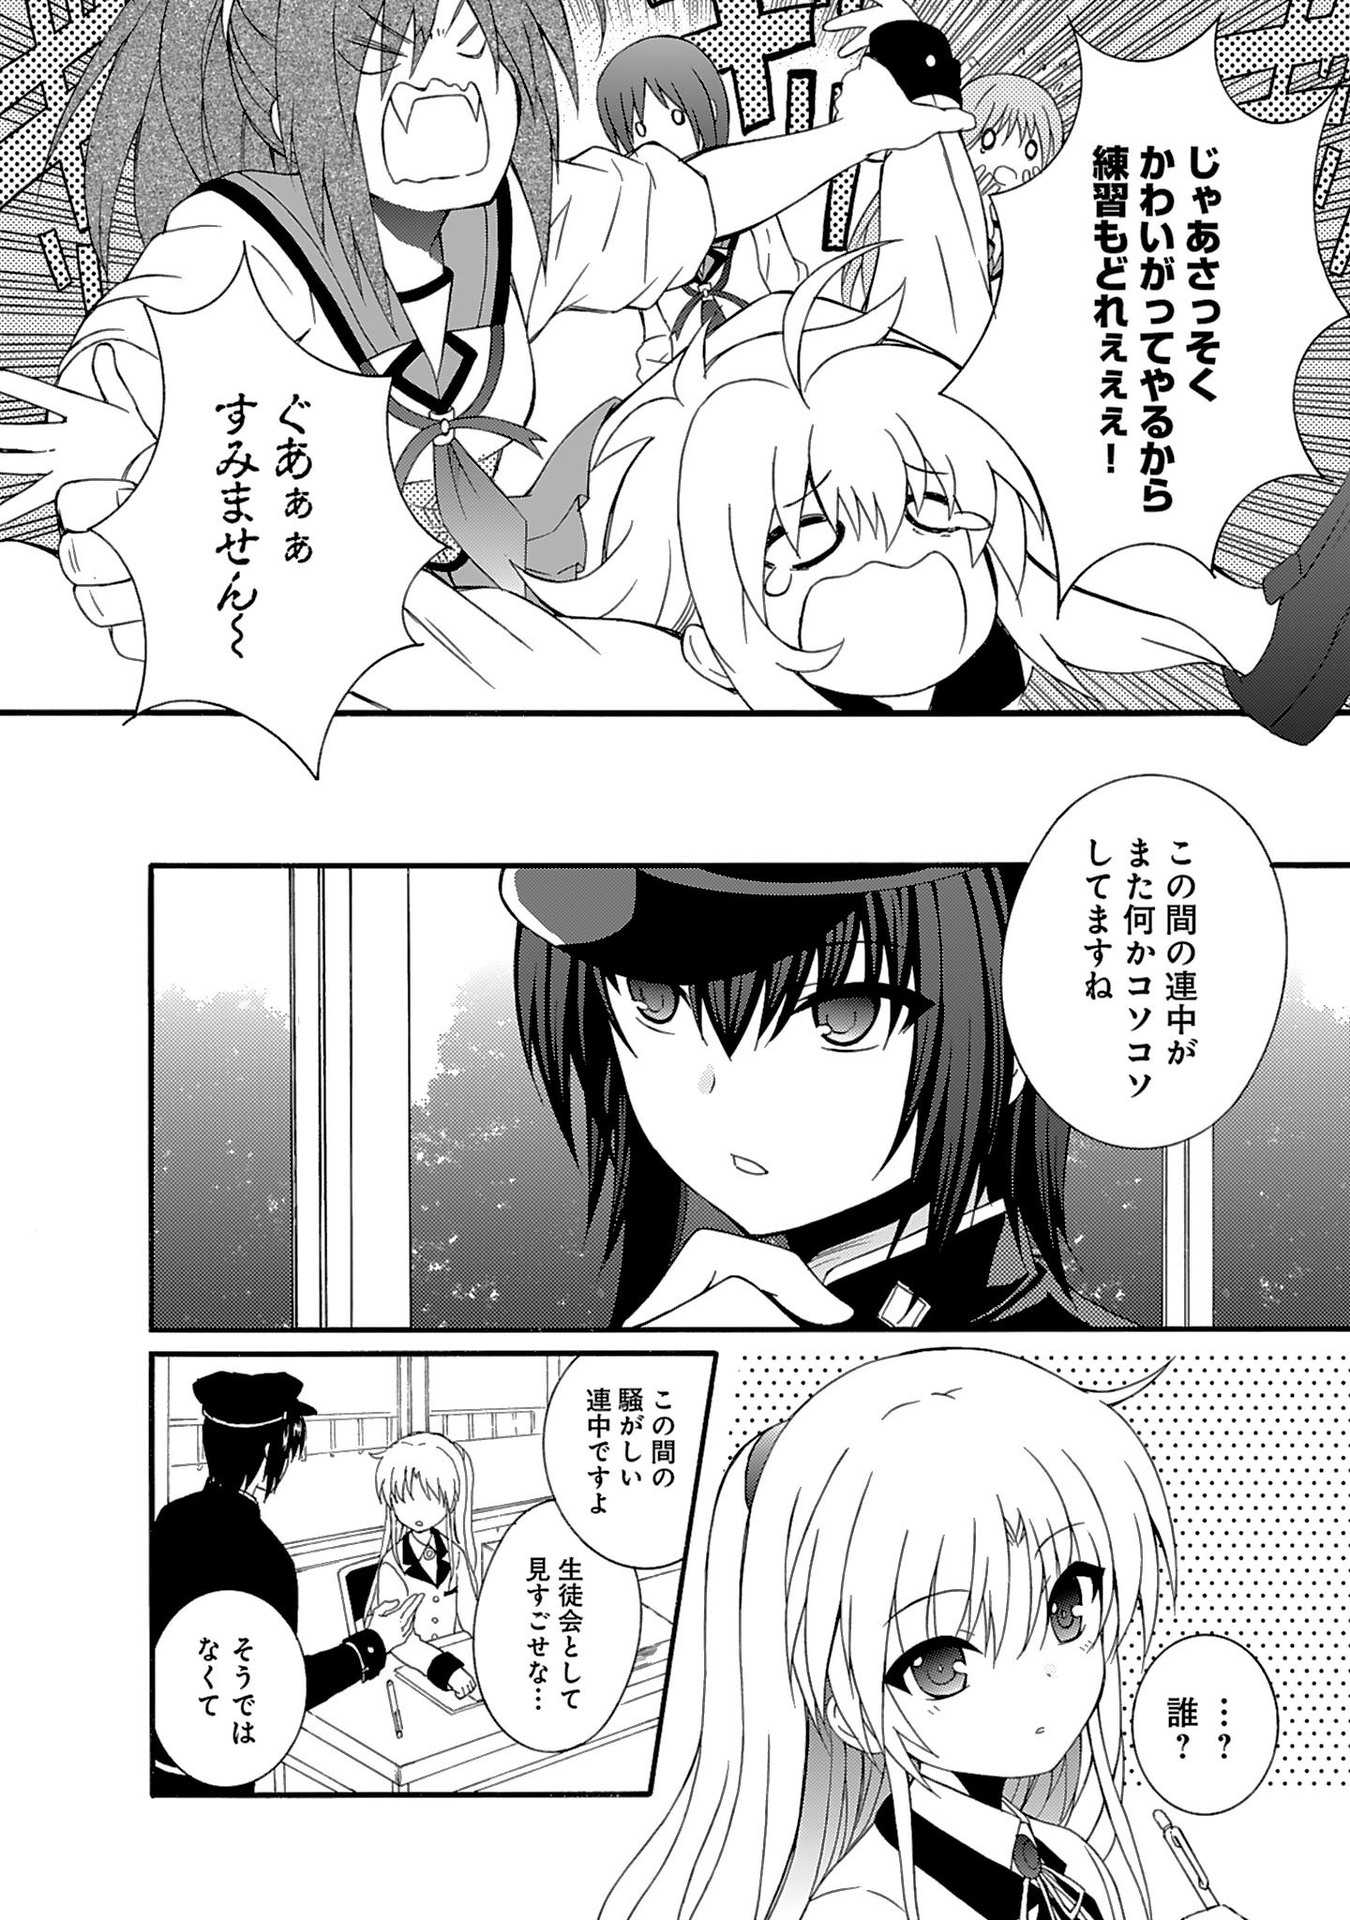 じゃあさっそく
かわいがってやるから
練習もどれぇぇぇ！
ぐあぁぁ
すみません〜
この間の連中が
また何かコソコソ
してますね
…？
誰？
この間の
騒がしい
連中ですよ
生徒会として
見すごせな…
そうでは
なくて